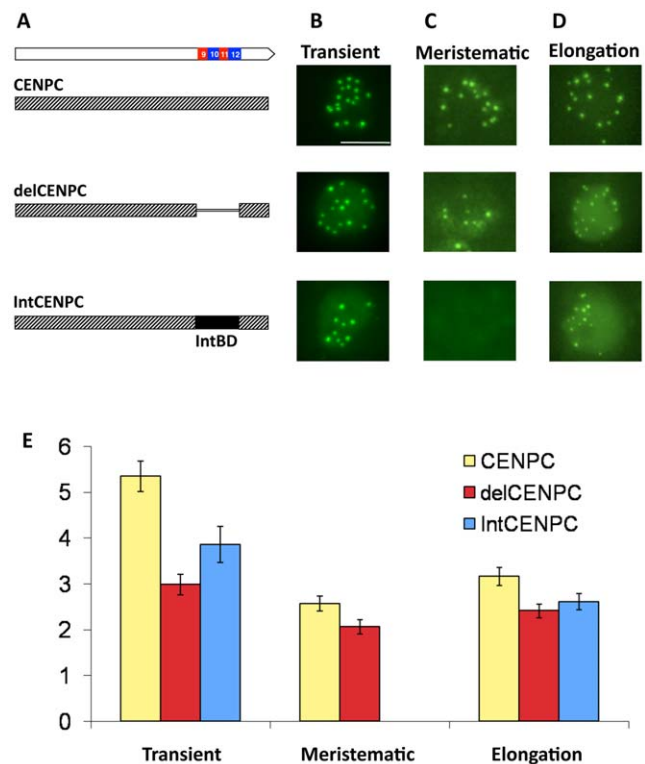 A B C D
Transient Meristematic Elongation
9 10 11 12
CENPC
delCENPC
IntCENPC
IntBD
E
6
5
4
3
2
1
0
CENPC
delCENPC
IntCENPC
Transient Meristematic Elongation